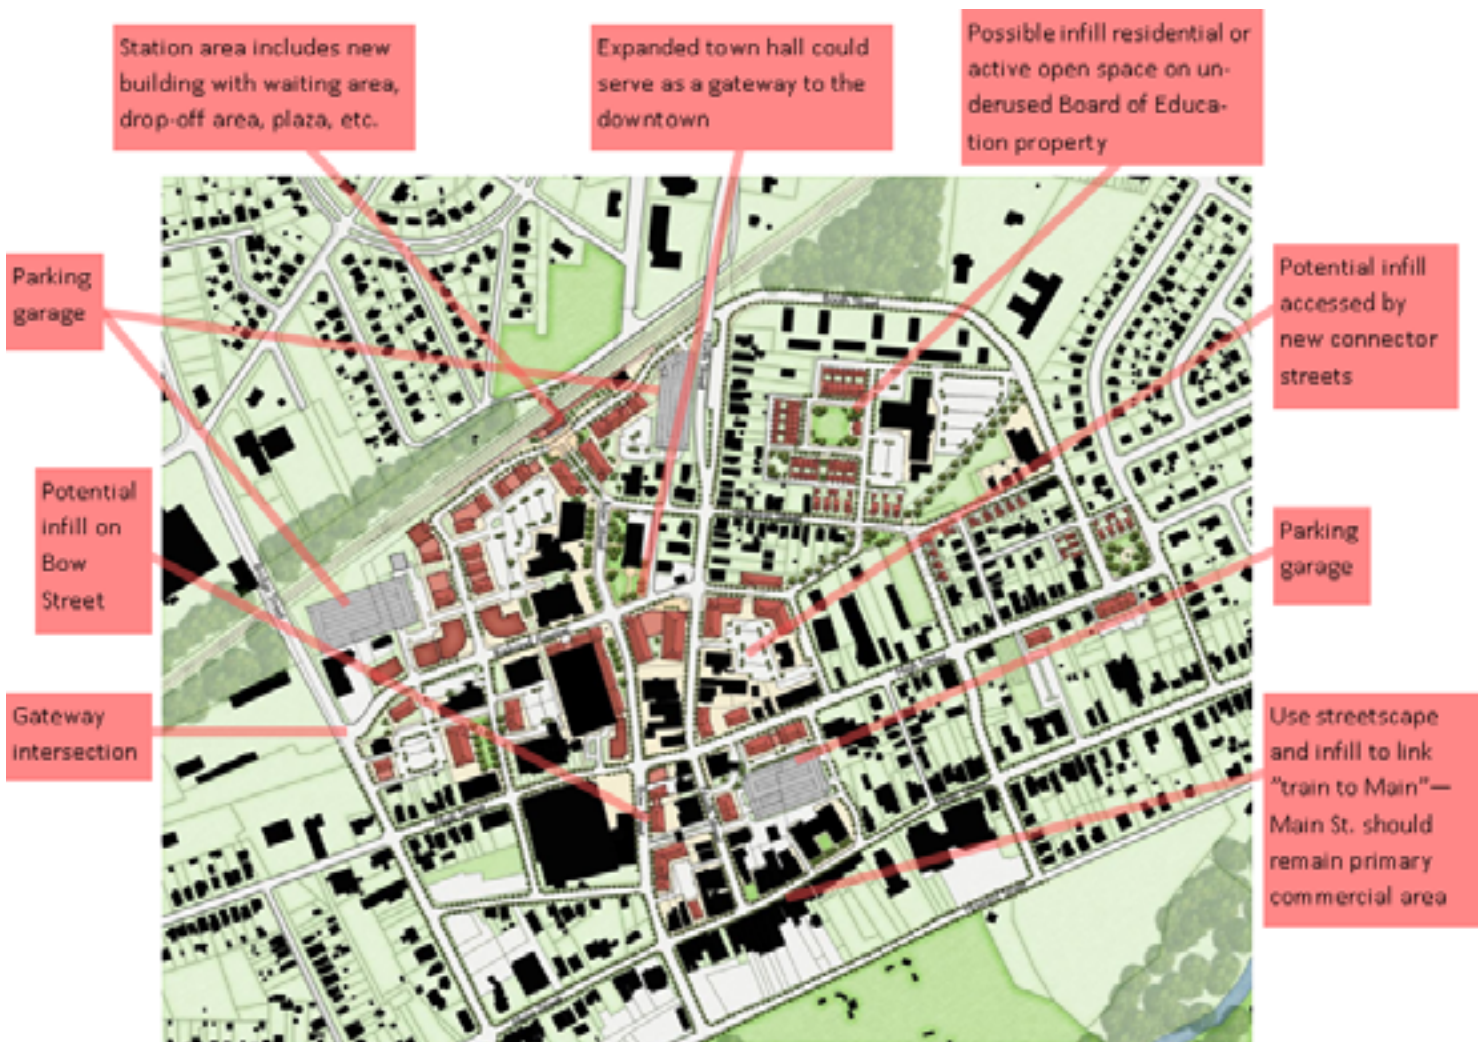 Station area includes new
building with waiting area,
drop-off area, plaza, etc.
Expanded town hall could
serve as a gateway to the
downtown
Possible infill residential or
active open space on un-
derused Board of Educa-
tion property
Parking
garage
Potential infill
accessed by
new connector
streets
Potential
infill on
Bow
Street
Parking
garage
Gateway
intersection
Use streetscape
and infill to link
"train to Main"—
Main St. should
remain primary
commercial area